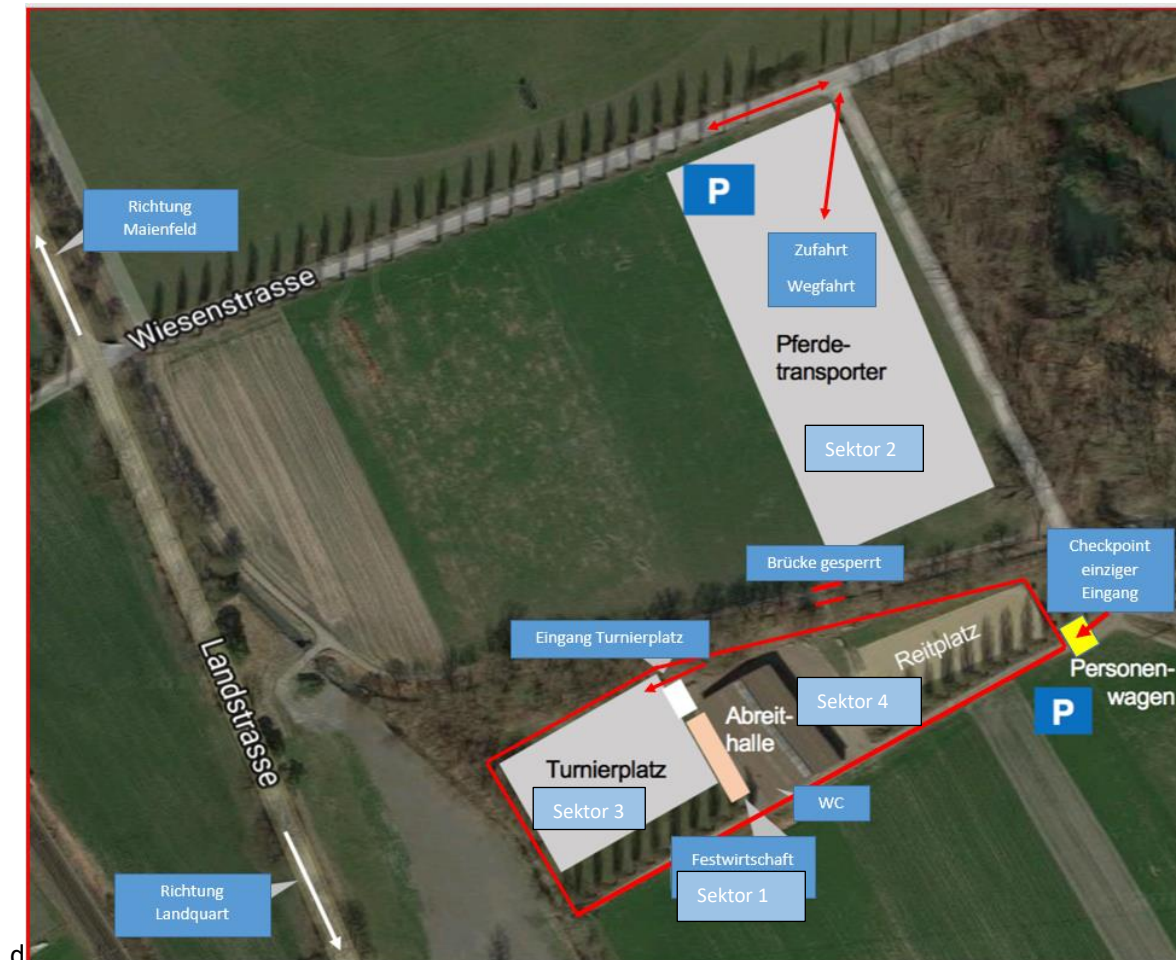 Richtung
Maienfeld
Wiesenstrasse
P
Zufahrt
Wegfahrt
Pferde-
transporter
Sektor 2
Brücke gesperrt
Checkpoint
einziger
Eingang
Eingang Turnierplatz
Reitplatz
Personen-
wagen
P
Sektor 4
Abreit-
halle
Turnierplatz
Sektor 3
WC
Festwirtschaft
Sektor 1
Landstrasse
Richtung
Landquart
d